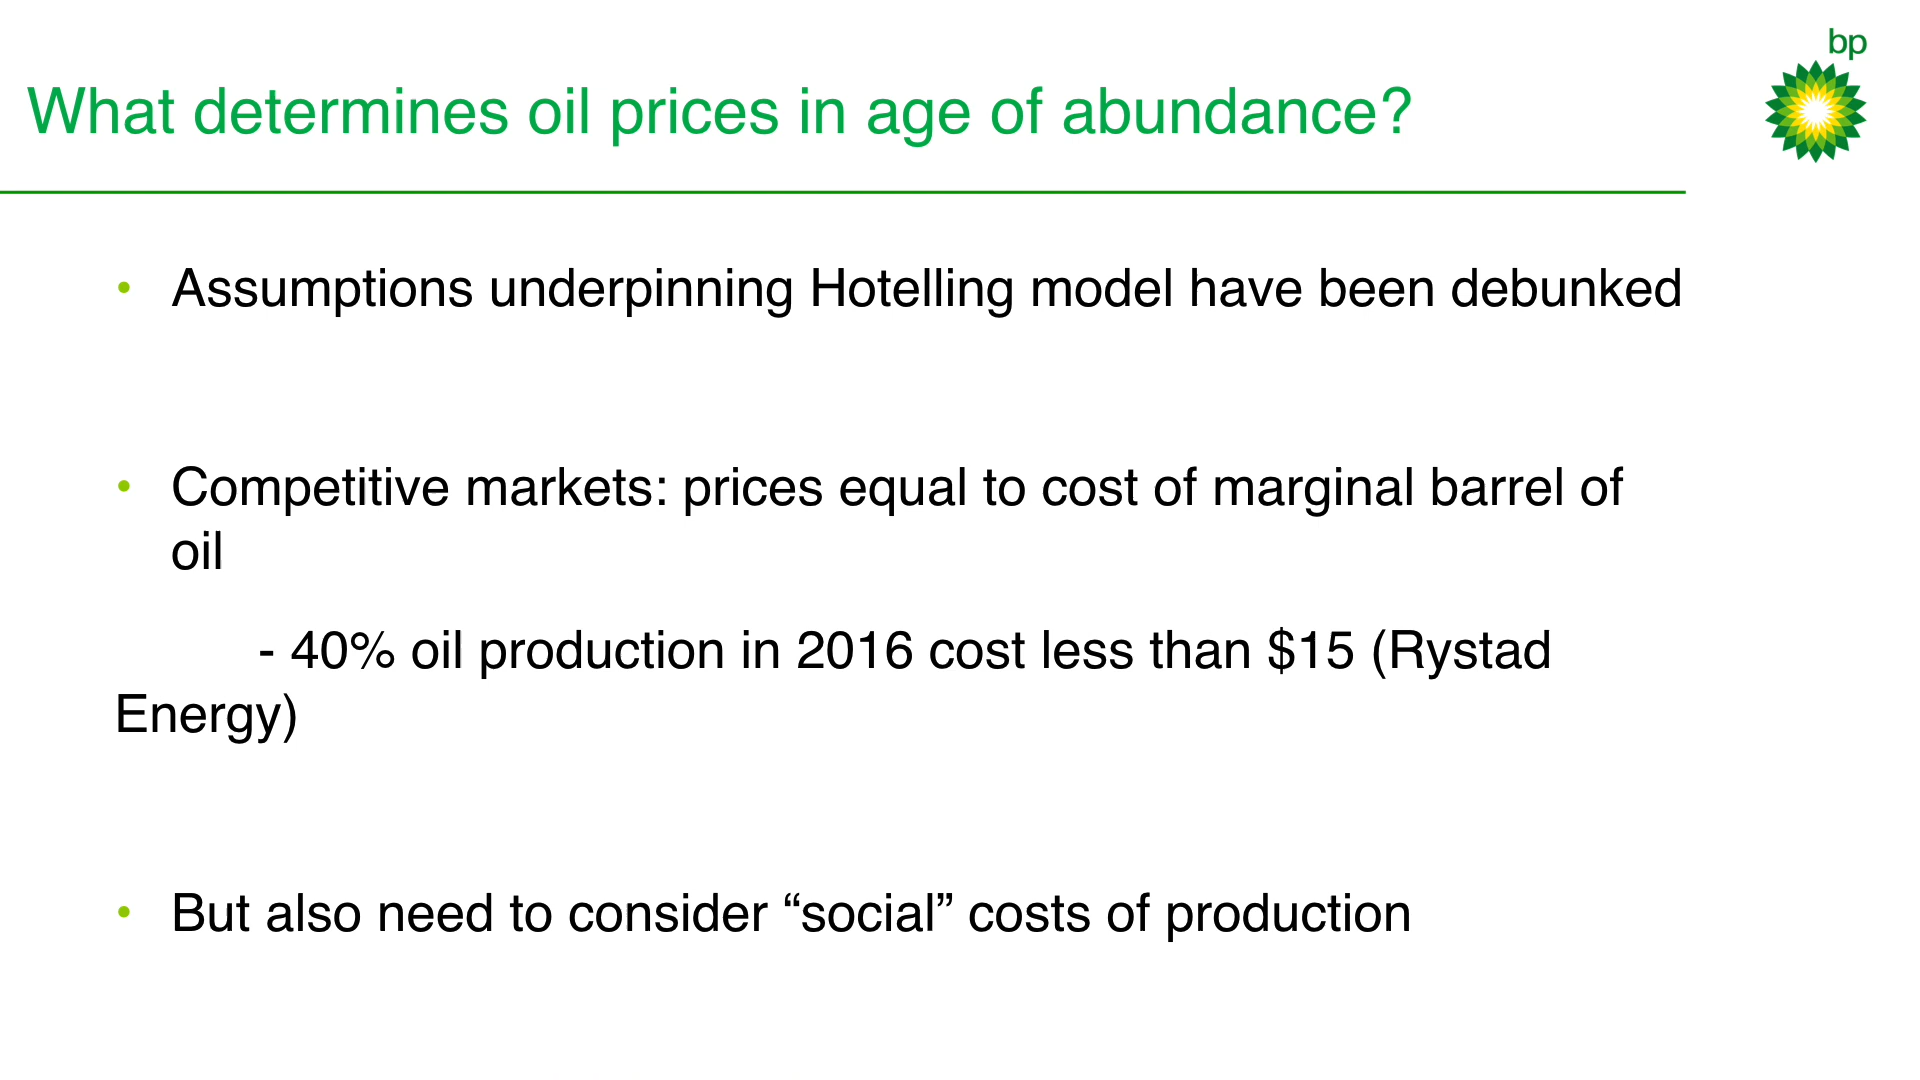 bp
What determines oil prices in age of abundance?
• Assumptions underpinning Hotelling model have been debunked
• Competitive markets: prices equal to cost of marginal barrel of
oil
- 40% oil production in 2016 cost less than $15 (Rystad
Energy)
• But also need to consider “social” costs of production